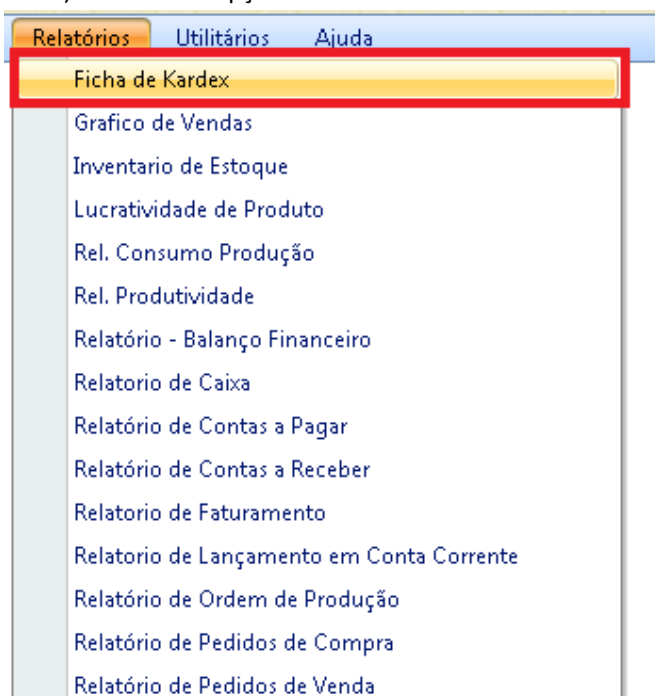 Relatórios Utilitários Ajuda
Ficha de Kardex
Grafico de Vendas
Inventario de Estoque
Lucratividade de Produto
Rel. Consumo Produção
Rel. Produtividade
Relatório - Balanço Financeiro
Relatorio de Caixa
Relatório de Contas a Pagar
Relatório de Contas a Receber
Relatorio de Faturamento
Relatorio de Lançamento em Conta Corrente
Relatório de Ordem de Produção
Relatório de Pedidos de Compra
Relatório de Pedidos de Venda